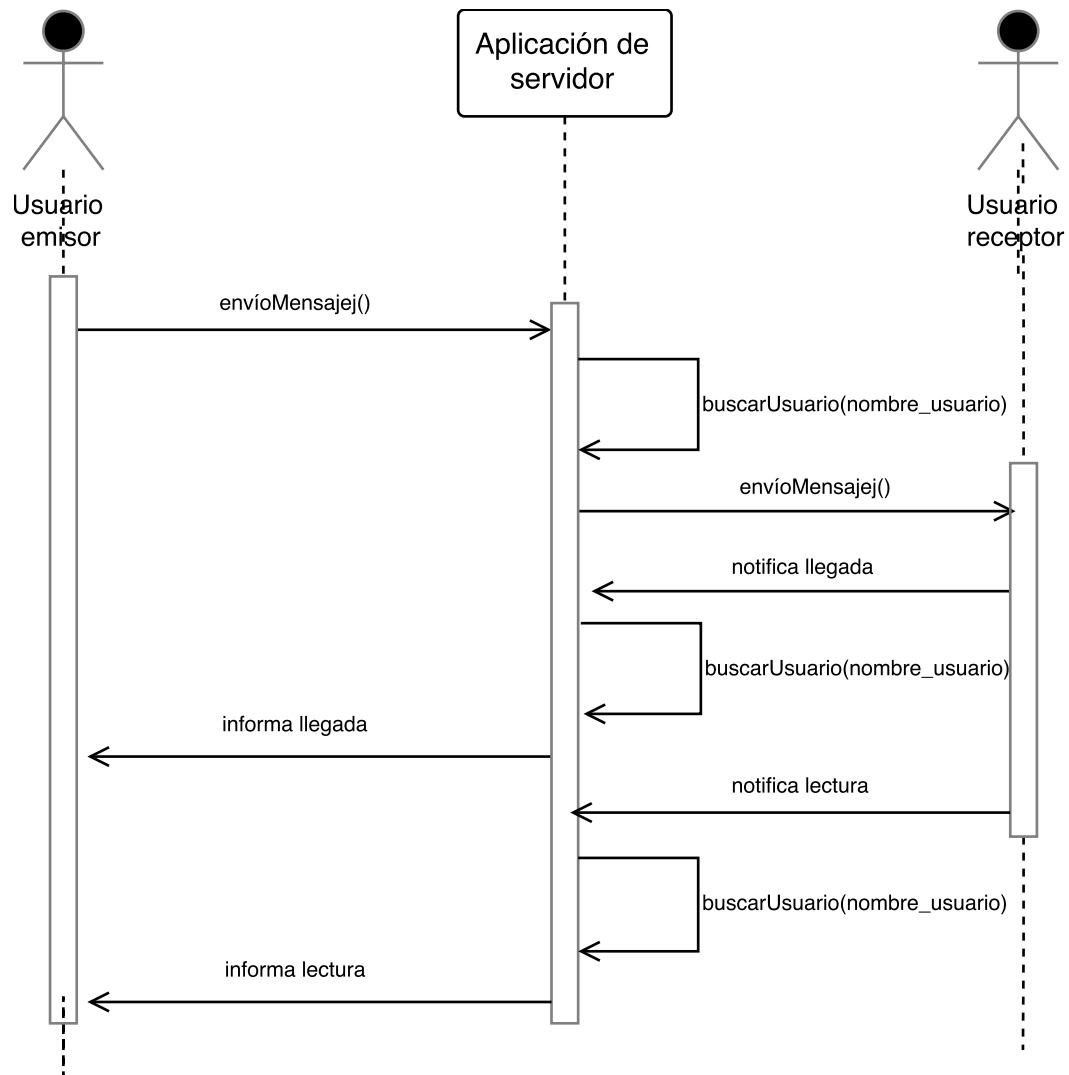 Aplicación de
servidor
Usuario
emisor
Usuario
receptor
envíoMensajej()
buscarUsuario(nombre_usuario)
envíoMensajej()
notifica llegada
buscarUsuario(nombre_usuario)
informa llegada
notifica lectura
buscarUsuario(nombre_usuario)
informa lectura